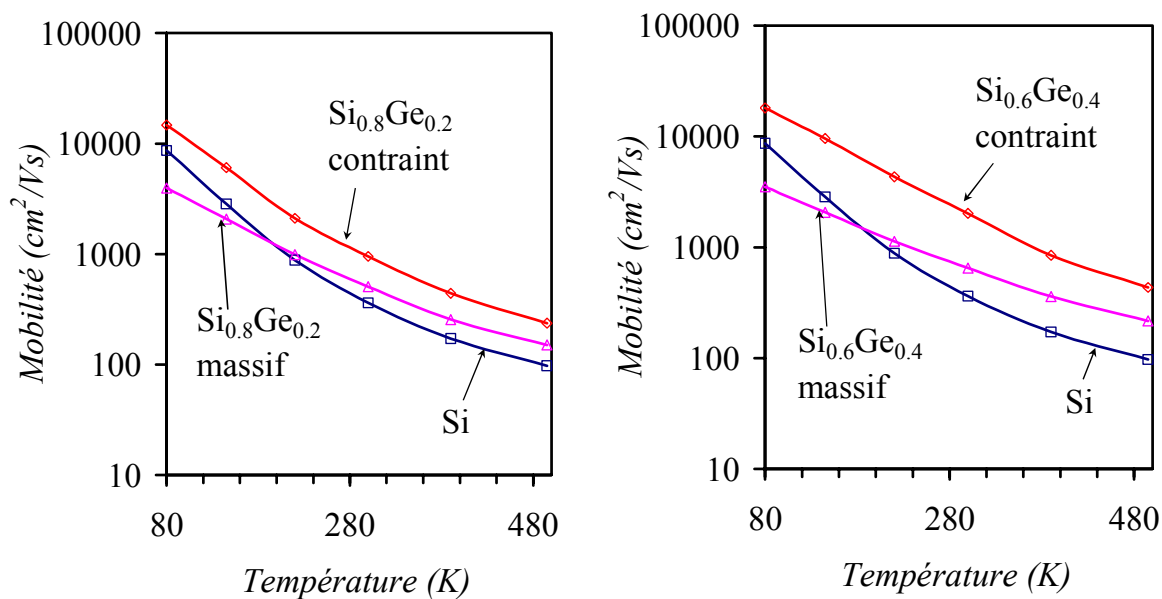 100000
10000
1000
100
10
Mobilité (cm²/Vs)
Si₀.₈Ge₀.₂
contraint
Si₀.₈Ge₀.₂
massif
Si
80
280
480
Température (K)
100000
10000
1000
100
10
Mobilité (cm²/Vs)
Si₀.₆Ge₀.₄
contraint
Si₀.₆Ge₀.₄
massif
Si
80
280
480
Température (K)